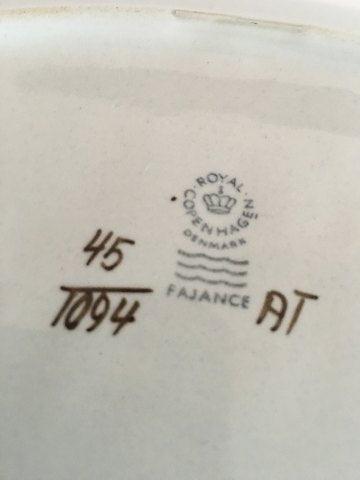 ROYAL COPENHAGEN
DENMARK
FAJANCE
45
1094
AT